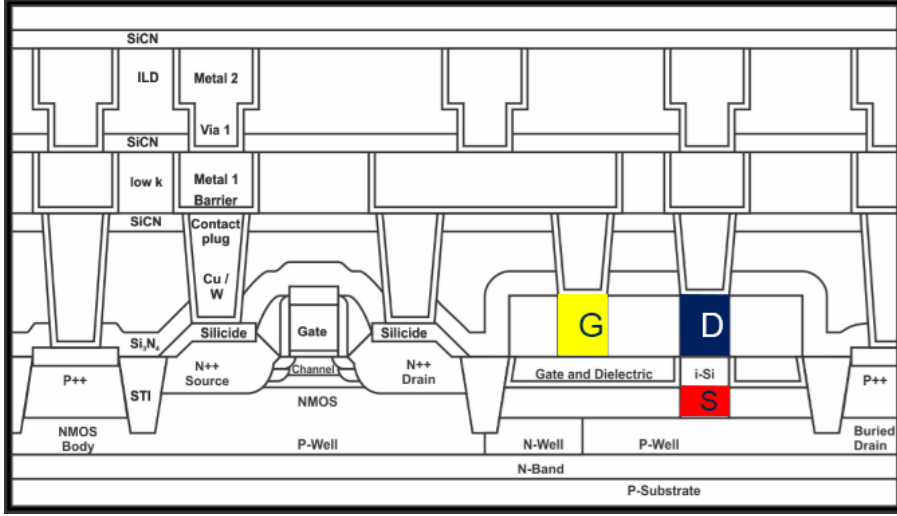 SiCN
ILD
Metal 2
Via 1
SiCN
low k
Metal 1
Barrier
SiCN
Contact
plug
Cu /
W
Si3N4
Silicide
Gate
Silicide
G
D
P++
STI
N++
Source
Channel
N++
Drain
NMOS
Gate and Dielectric
i-Si
S
P++
NMOS
Body
P-Well
N-Well
P-Well
Buried
Drain
N-Band
P-Substrate